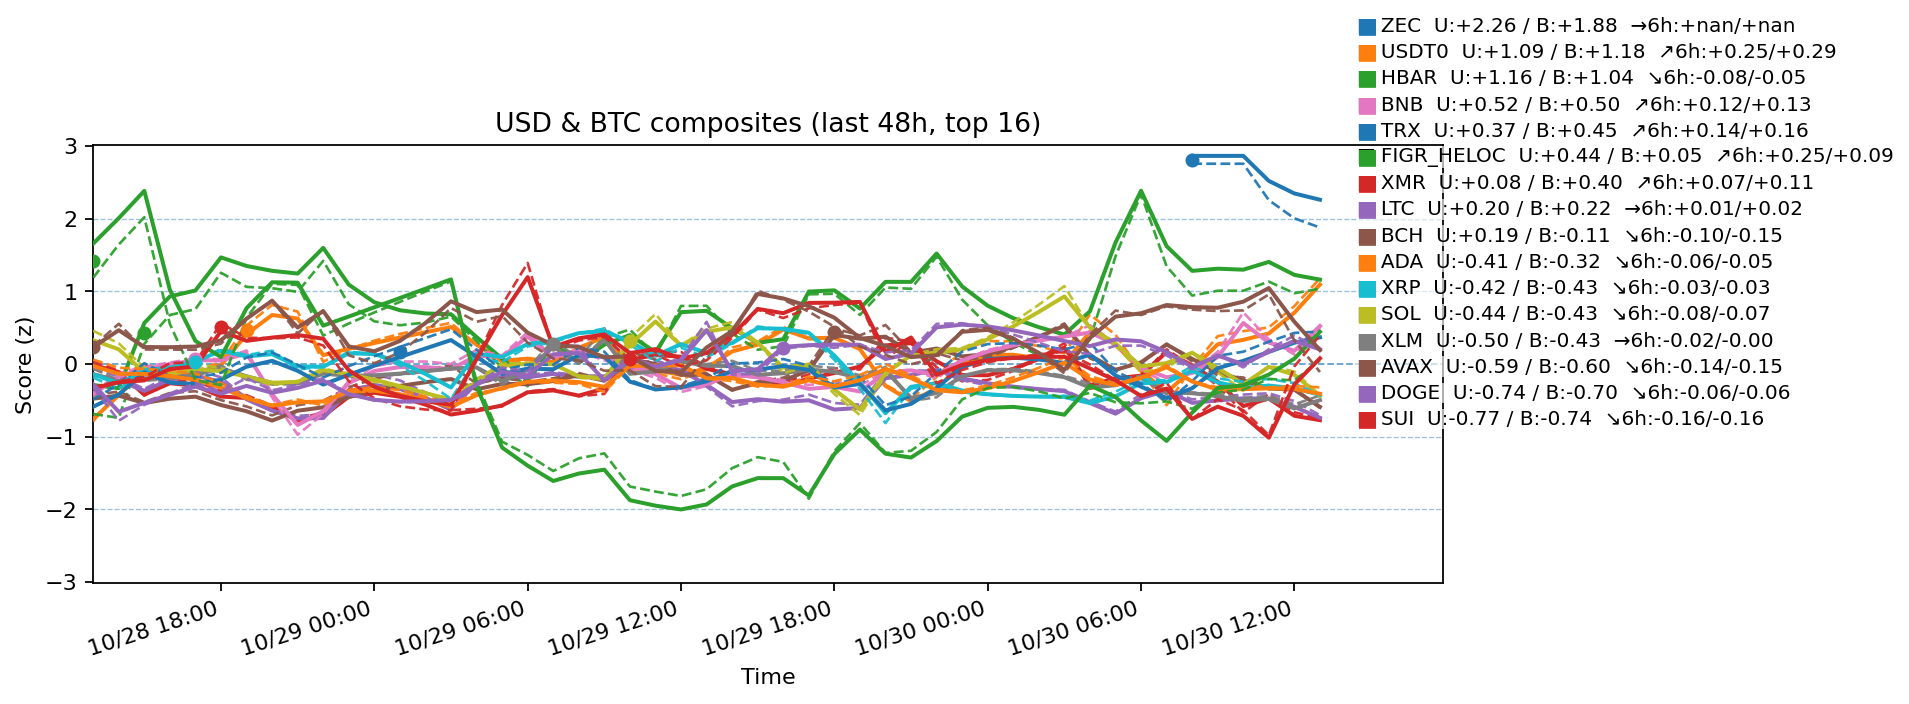 ZEC U:+2.26 / B:+1.88 →6h:+nan/+nan
USDT0 U:+1.09 / B:+1.18 ↗6h:+0.25/+0.29
HBAR U:+1.16 / B:+1.04 ↘6h:-0.08/-0.05
BNB U:+0.52 / B:+0.50 ↗6h:+0.12/+0.13
TRX U:+0.37 / B:+0.45 ↗6h:+0.14/+0.16
FIGR_HELOC U:+0.44 / B:+0.05 ↗6h:+0.25/+0.09
XMR U:+0.08 / B:+0.40 ↗6h:+0.07/+0.11
LTC U:+0.20 / B:+0.22 →6h:+0.01/+0.02
BCH U:+0.19 / B:-0.11 ↘6h:-0.10/-0.15
ADA U:-0.41 / B:-0.32 ↘6h:-0.06/-0.05
XRP U:-0.42 / B:-0.43 ↘6h:-0.03/-0.03
SOL U:-0.44 / B:-0.43 ↘6h:-0.08/-0.07
XLM U:-0.50 / B:-0.43 →6h:-0.02/-0.00
AVAX U:-0.59 / B:-0.60 ↘6h:-0.14/-0.15
DOGE U:-0.74 / B:-0.70 ↘6h:-0.06/-0.06
SUI U:-0.77 / B:-0.74 ↘6h:-0.16/-0.16
USD & BTC composites (last 48h, top 16)
Score (z)
3
2
1
0
−1
−2
−3
10/28 18:00
10/29 00:00
10/29 06:00
10/29 12:00
10/29 18:00
10/30 00:00
10/30 06:00
10/30 12:00
Time